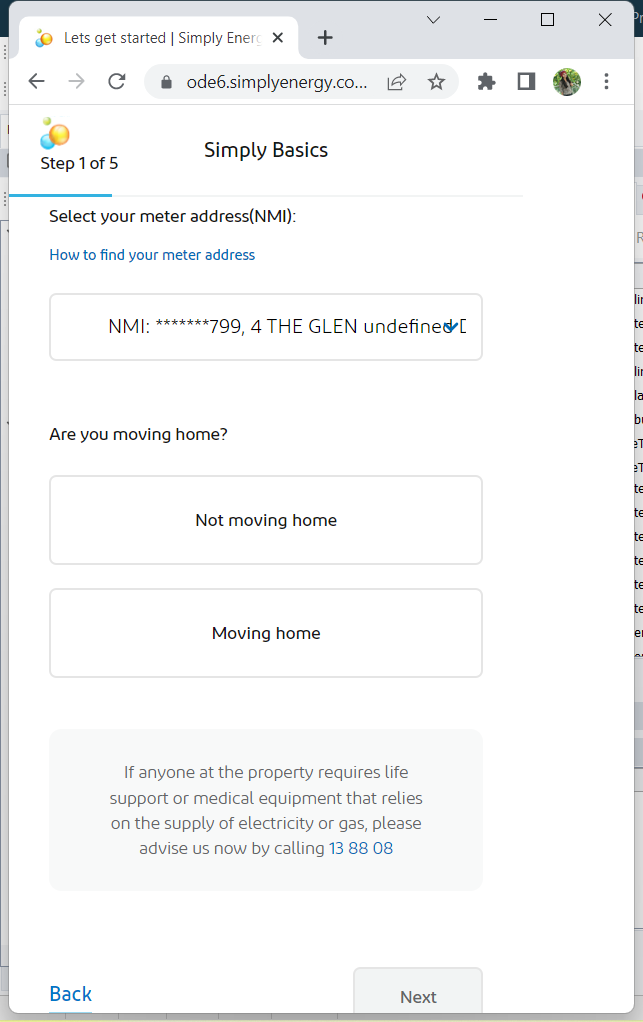 Lets get started | Simply Energ
ode6.simplyenergy.co...
Step 1 of 5
Simply Basics
Select your meter address(NMI):
How to find your meter address
NMI: *******799, 4 THE GLEN undefined D
Are you moving home?
Not moving home
Moving home
If anyone at the property requires life
support or medical equipment that relies
on the supply of electricity or gas, please
advise us now by calling 13 88 08
Back
Next